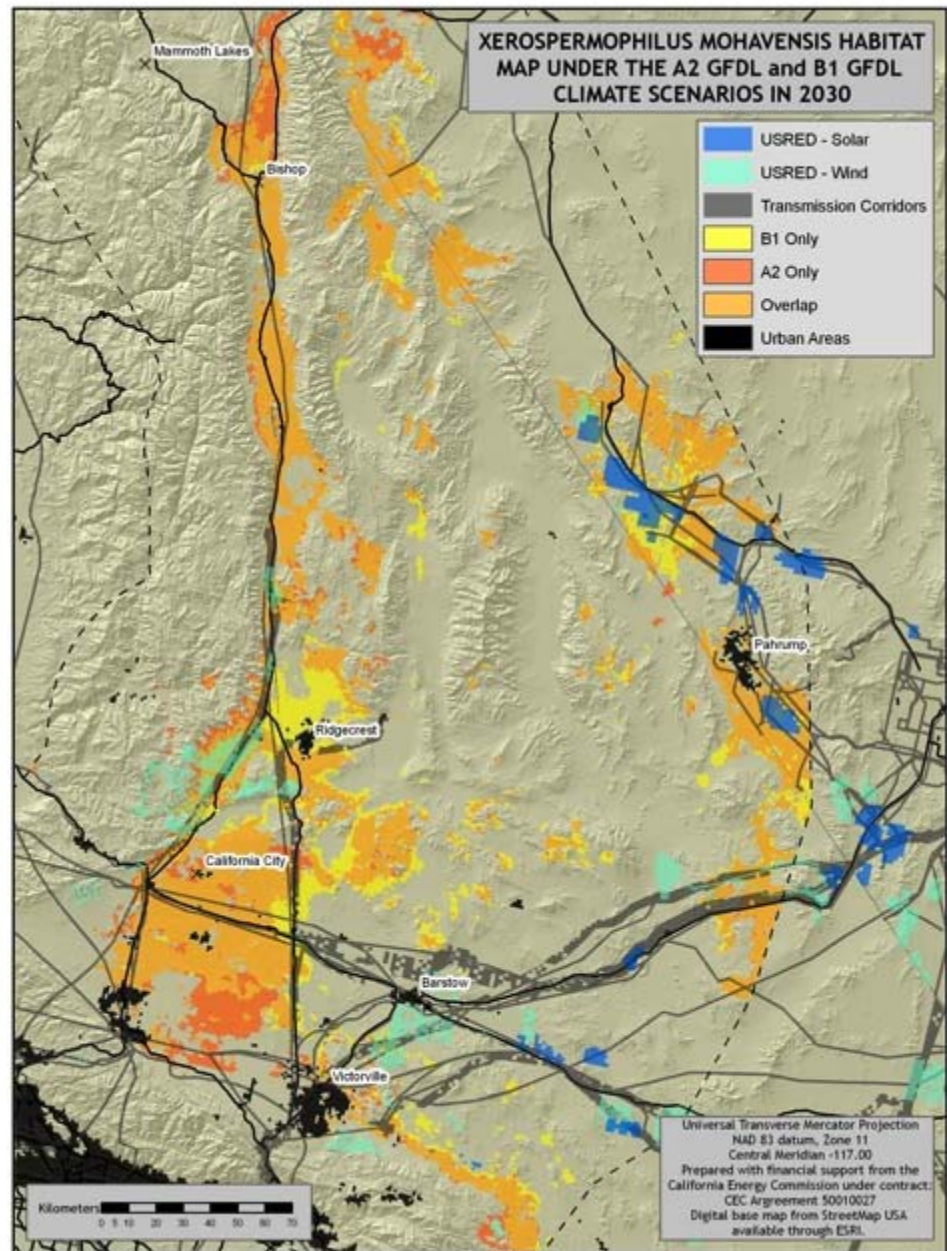 XEROSPERMOPHILUS MOHAVENSIS HABITAT
MAP UNDER THE A2 GFDL and B1 GFDL
CLIMATE SCENARIOS IN 2030
Mammoth Lakes
USRED - Solar
USRED - Wind
Transmission Corridors
B1 Only
A2 Only
Overlap
Urban Areas
Bishop
Pahrump
Ridgecrest
California City
Barstow
Victorville
Universal Transverse Mercator Projection
NAD 83 datum, Zone 11
Central Meridian -117.00
Prepared with financial support from the
California Energy Commission under contract:
CEC Argreement 50010027
Digital base map from StreetMap USA
available through ESRI.
Kilometers
0 5 10 20 30 40 50 60 70